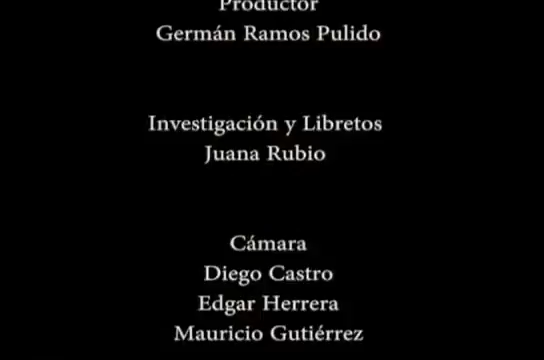 Productor
Germán Ramos Pulido
Investigación y Libretos
Juana Rubio
Cámara
Diego Castro
Edgar Herrera
Mauricio Gutiérrez